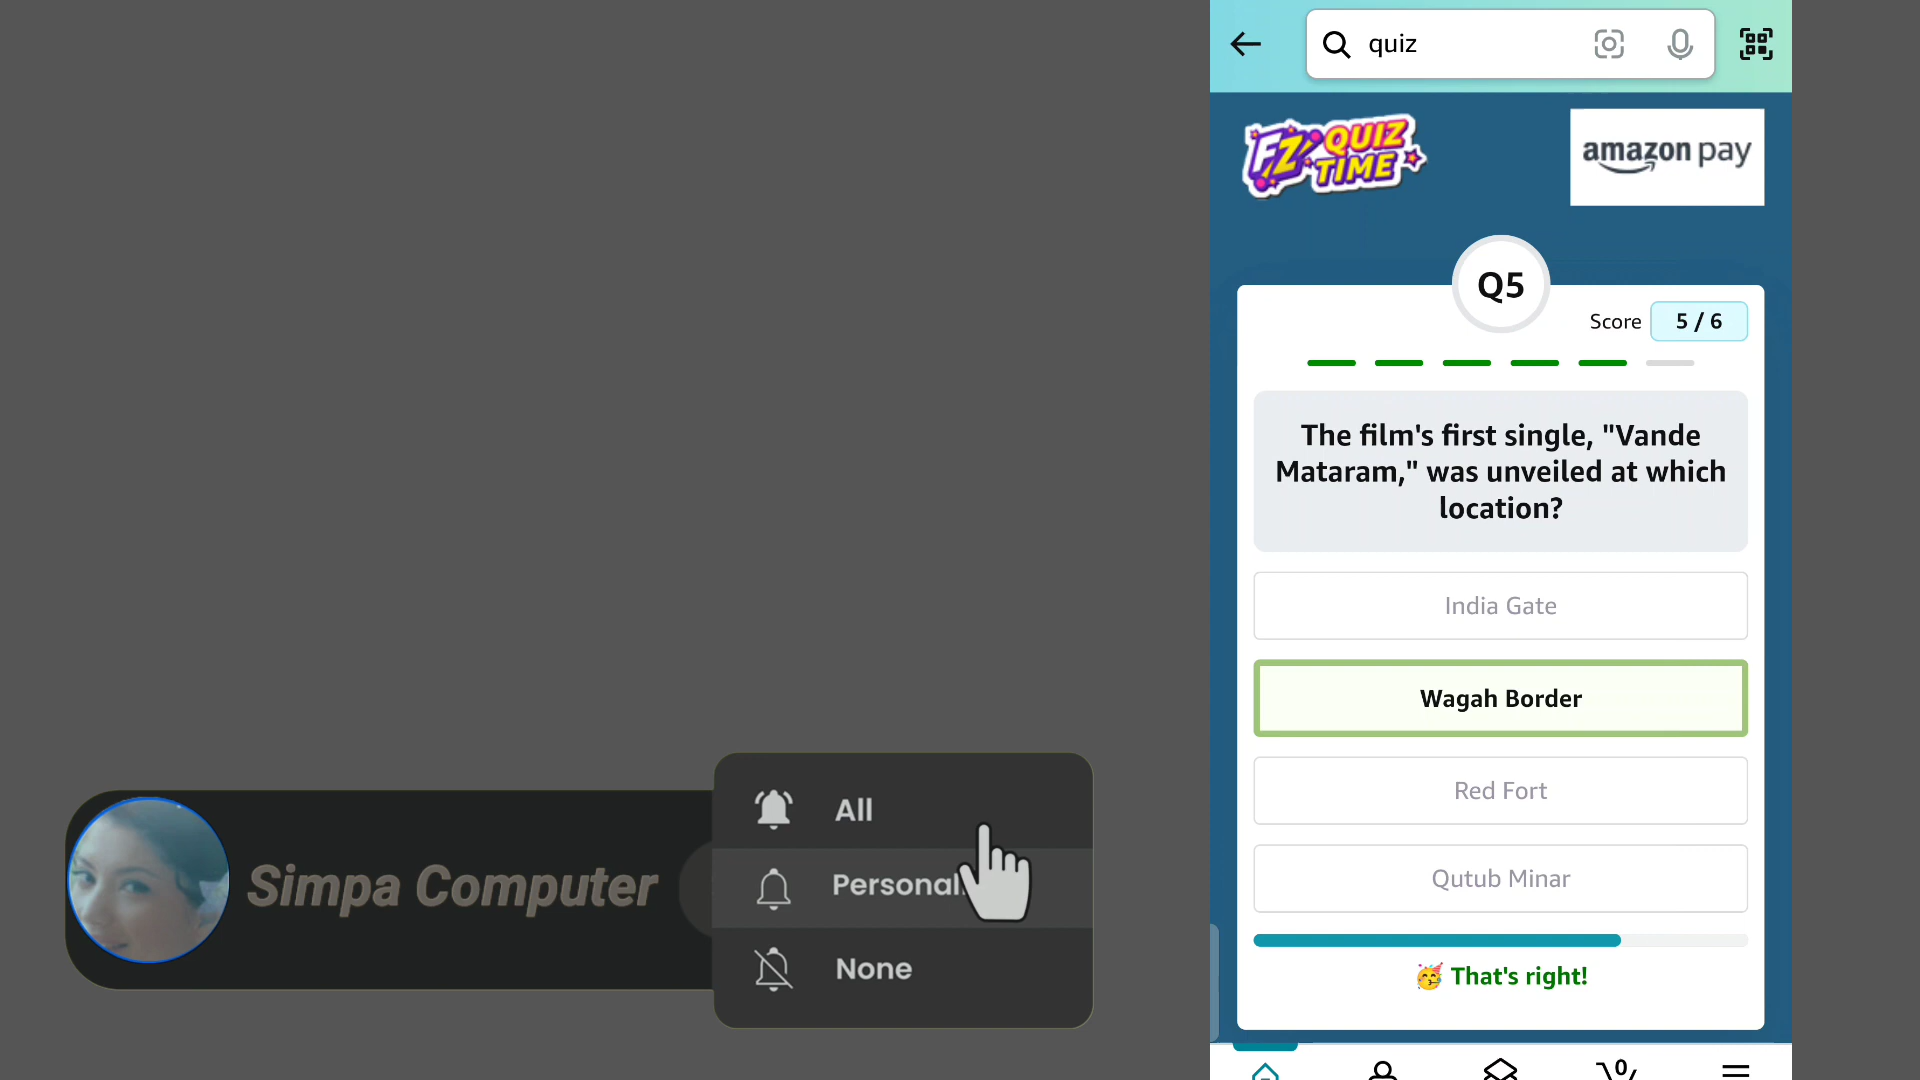 quiz
FZ QUIZ
TIME
amazon pay
Q5
Score 5 / 6
The film's first single, "Vande
Mataram," was unveiled at which
location?
India Gate
Wagah Border
Red Fort
Qutub Minar
🥳 That's right!
Simpa Computer
All
Personal
None